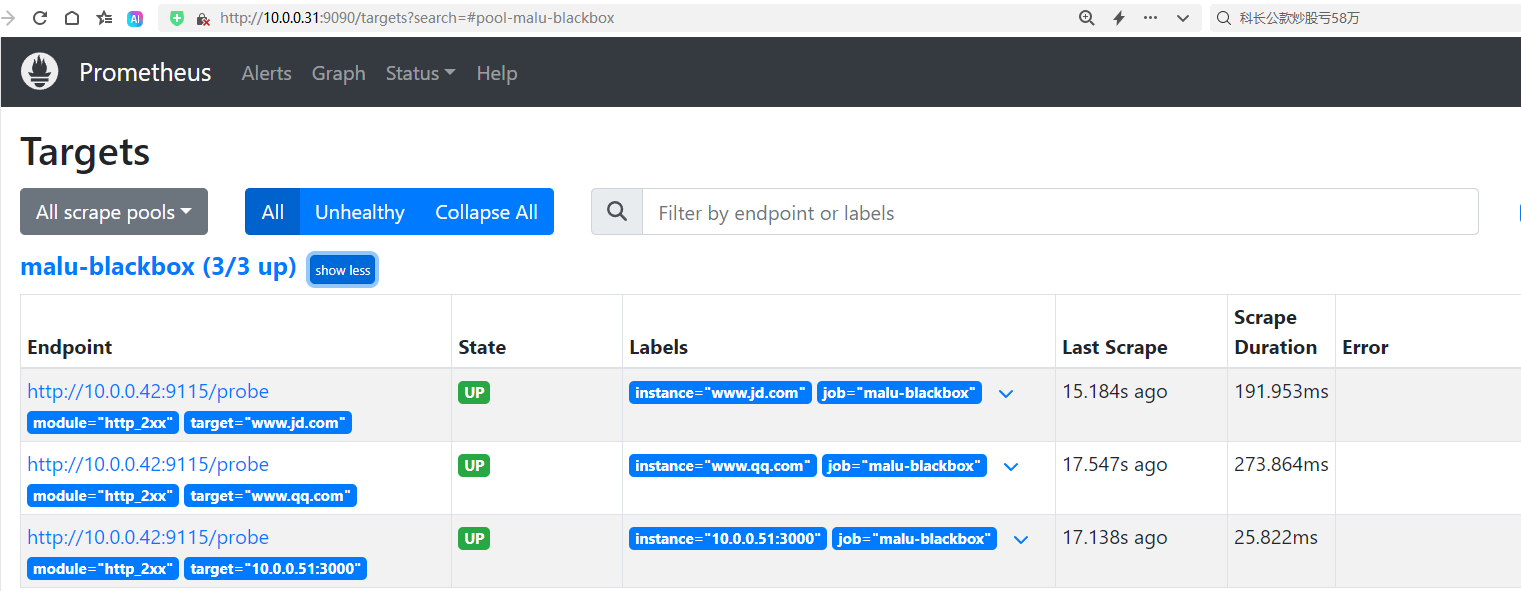 AI http://10.0.0.31:9090/targets?search=#pool-malu-blackbox 科长公款炒股亏58万
Prometheus Alerts Graph Status Help
Targets
All scrape pools All Unhealthy Collapse All Filter by endpoint or labels
malu-blackbox (3/3 up) show less
Endpoint State Labels Last Scrape Scrape Duration Error
http://10.0.0.42:9115/probe UP instance="www.jd.com" job="malu-blackbox" 15.184s ago 191.953ms
module="http_2xx" target="www.jd.com"
http://10.0.0.42:9115/probe UP instance="www.qq.com" job="malu-blackbox" 17.547s ago 273.864ms
module="http_2xx" target="www.qq.com"
http://10.0.0.42:9115/probe UP instance="10.0.0.51:3000" job="malu-blackbox" 17.138s ago 25.822ms
module="http_2xx" target="10.0.0.51:3000"